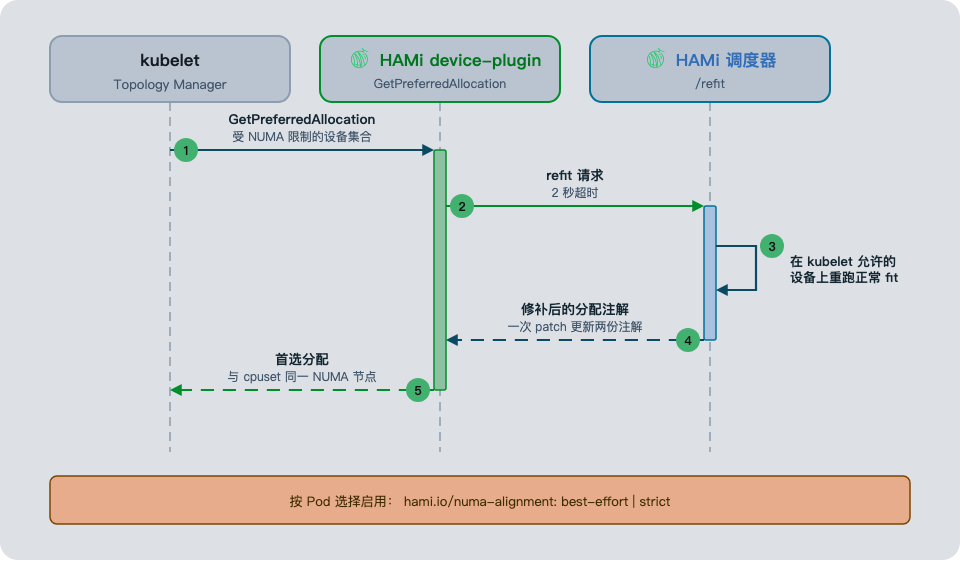 kubelet
Topology Manager
HAMi device-plugin
GetPreferredAllocation
HAMi 调度器
/refit
GetPreferredAllocation
受 NUMA 限制的设备集合
1
refit 请求
2 秒超时
2
3
在 kubelet 允许的
设备上重跑正常 fit
修补后的分配注解
一次 patch 更新两份注解
4
首选分配
与 cpuset 同一 NUMA 节点
5
按 Pod 选择启用： hami.io/numa-alignment: best-effort | strict